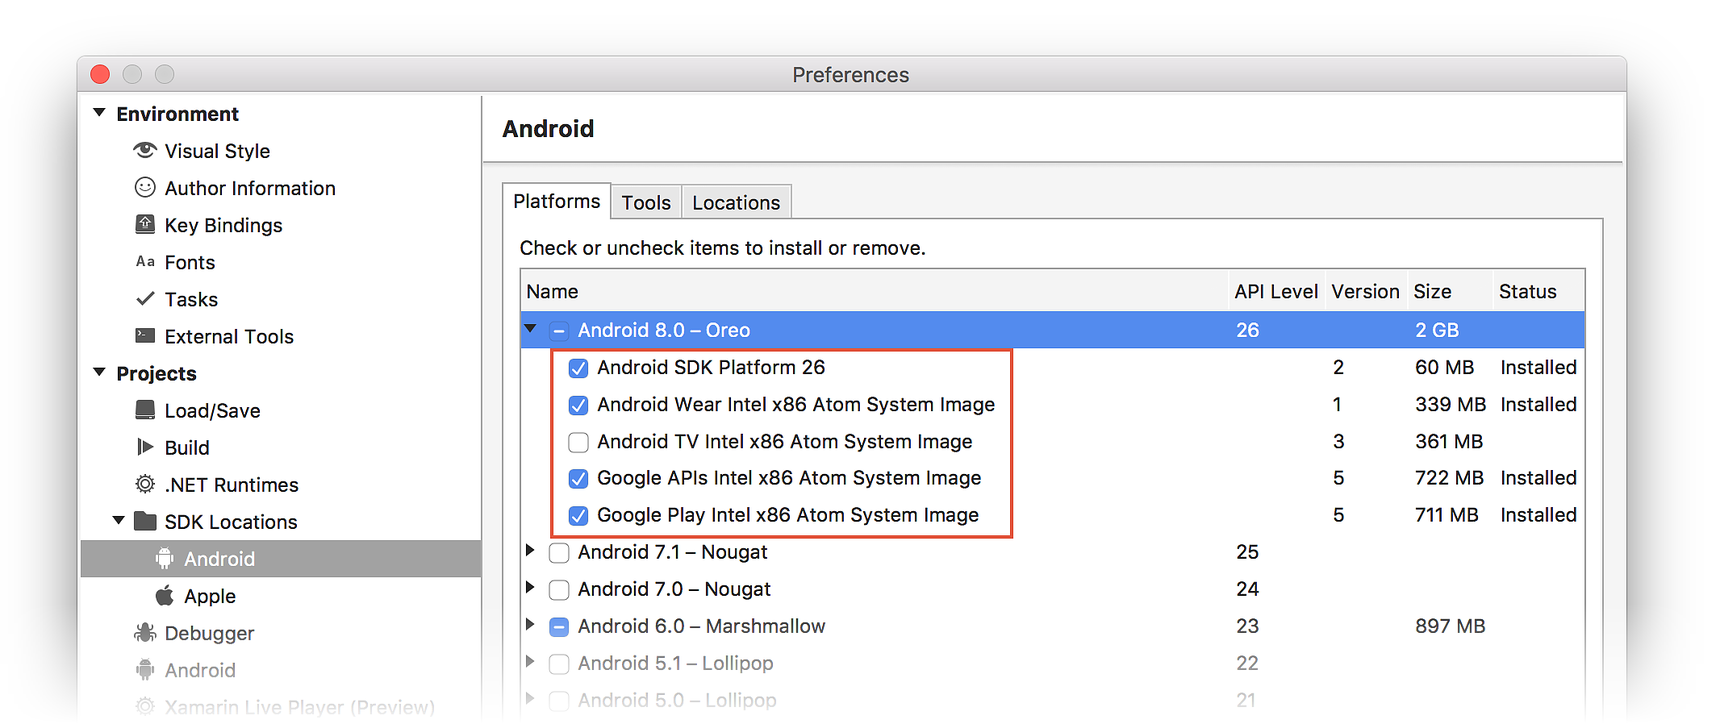 Preferences
Environment
Visual Style
Author Information
Key Bindings
Aa Fonts
Tasks
External Tools
Projects
Load/Save
Build
.NET Runtimes
SDK Locations
Android
Apple
Debugger
Android
Xamarin Live Player (Preview)
Android
Platforms Tools Locations
Check or uncheck items to install or remove.
Name API Level Version Size Status
Android 8.0 – Oreo 26 2 GB
Android SDK Platform 26 2 60 MB Installed
Android Wear Intel x86 Atom System Image 1 339 MB Installed
Android TV Intel x86 Atom System Image 3 361 MB
Google APIs Intel x86 Atom System Image 5 722 MB Installed
Google Play Intel x86 Atom System Image 5 711 MB Installed
Android 7.1 – Nougat 25
Android 7.0 – Nougat 24
Android 6.0 – Marshmallow 23 897 MB
Android 5.1 – Lollipop 22
Android 5.0 – Lollipop 21